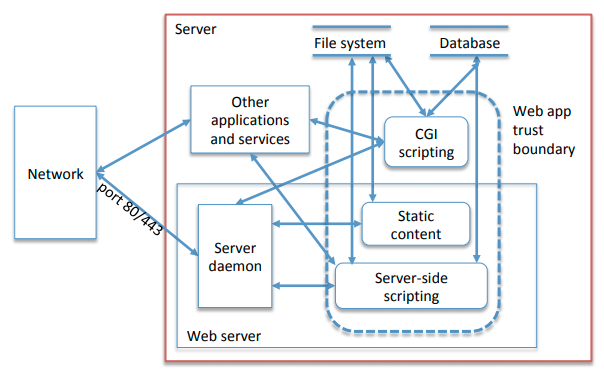 Server
File system
Database
Other
applications
and services
CGI
scripting
Web app
trust
boundary
Network
port 80/443
Static
content
Server
daemon
Server-side
scripting
Web server